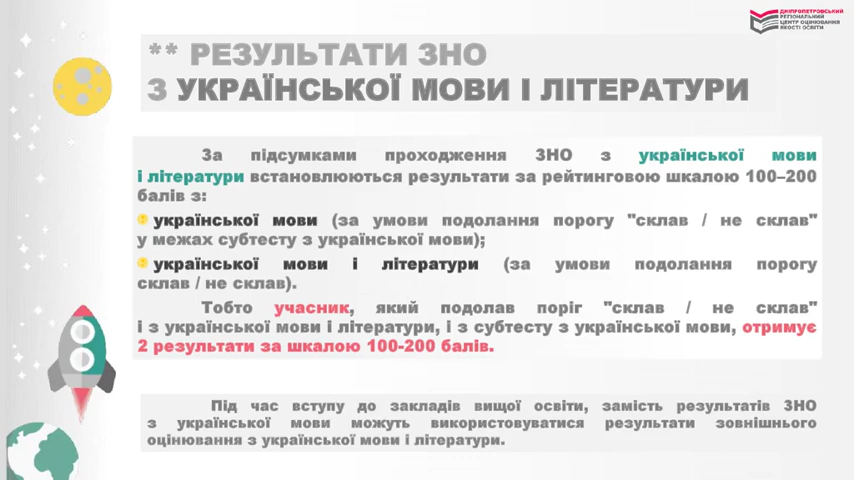 ДНІПРОПЕТРОВСЬКИЙ
РЕГІОНАЛЬНИЙ
ЦЕНТР ОЦІНЮВАННЯ
ЯКОСТІ ОСВІТИ
** РЕЗУЛЬТАТИ ЗНО
З УКРАЇНСЬКОЇ МОВИ І ЛІТЕРАТУРИ
За підсумками проходження ЗНО з української мови
і літератури встановлюються результати за рейтинговою шкалою 100–200
балів з:
української мови (за умови подолання порогу "склав / не склав"
у межах субтесту з української мови);
української мови і літератури (за умови подолання порогу
склав / не склав).
Тобто учасник, який подолав поріг "склав / не склав"
і з української мови і літератури, і з субтесту з української мови, отримує
2 результати за шкалою 100-200 балів.
Під час вступу до закладів вищої освіти, замість результатів ЗНО
з української мови можуть використовуватися результати зовнішнього
оцінювання з української мови і літератури.